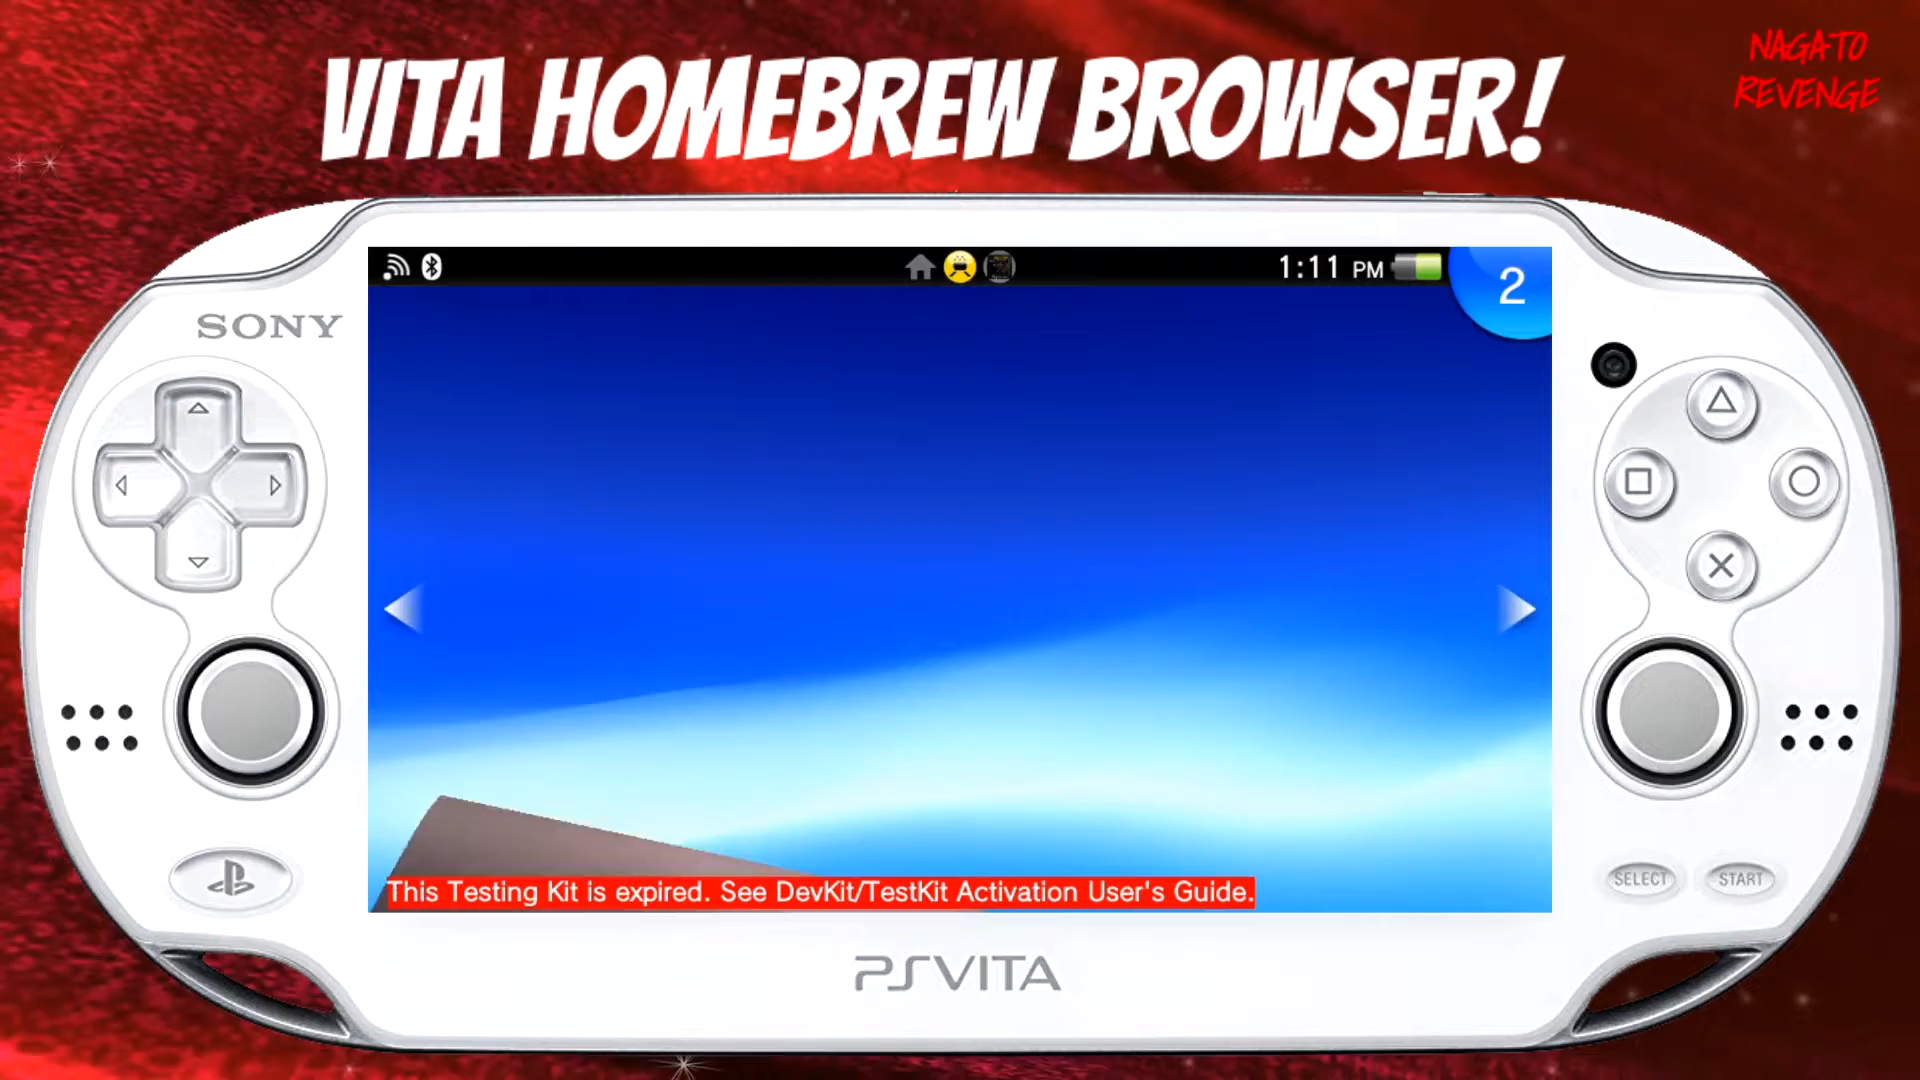 VITA HOMEBREW BROWSER!
NAGATO
REVENGE
1:11 PM
2
SONY
This Testing Kit is expired. See DevKit/TestKit Activation User's Guide.
SELECT
START
PSVITA